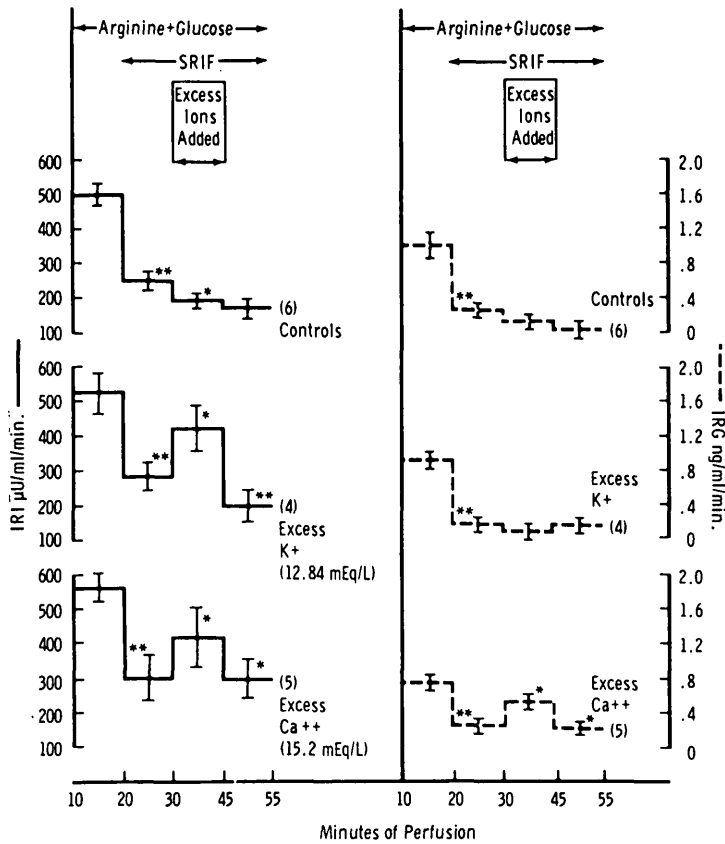 Arginine+Glucose
SRIF
Excess
Ions
Added
600
500
400
300
200
100
**
*
(6)
Controls
600
500
400
300
200
100
**
*
**
(4)
Excess
K+
(12.84 mEq/L)
600
500
400
300
200
100
**
*
*
(5)
Excess
Ca++
(15.2 mEq/L)
IRI μU/ml/min.
10 20 30 45 55
Arginine+Glucose
SRIF
Excess
Ions
Added
2.0
1.6
1.2
.8
.4
0
**
Controls
(6)
2.0
1.6
1.2
.8
.4
0
**
Excess
K+
(4)
2.0
1.6
1.2
.8
.4
0
**
*
*
Excess
Ca++
(5)
IRG ng/ml/min.
10 20 30 45 55
Minutes of Perfusion